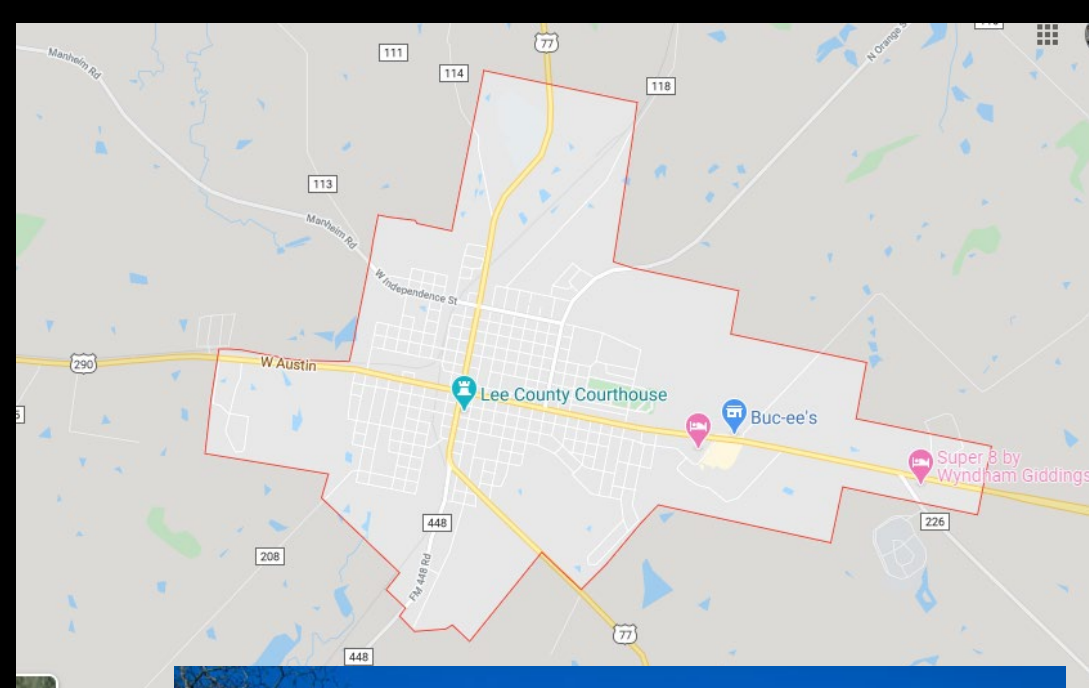 77
111
114
118
N Orange S
Manheim Rd
113
Manheim Rd
W Independence St
290
W Austin
Lee County Courthouse
Buc-ee's
Super 8 by
Wyndham Giddings
448
226
208
FM 448 Rd
77
448